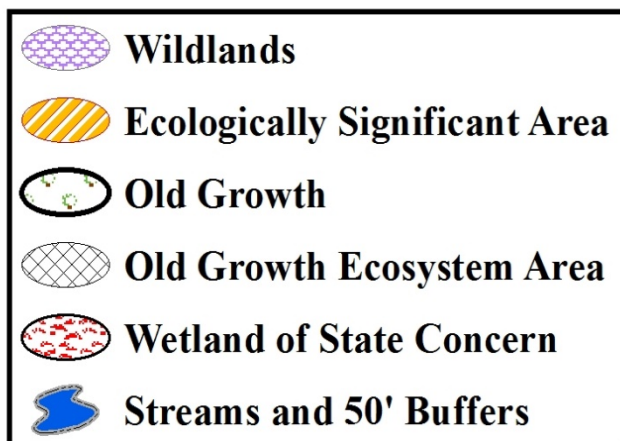 Wildlands
Ecologically Significant Area
Old Growth
Old Growth Ecosystem Area
Wetland of State Concern
Streams and 50' Buffers